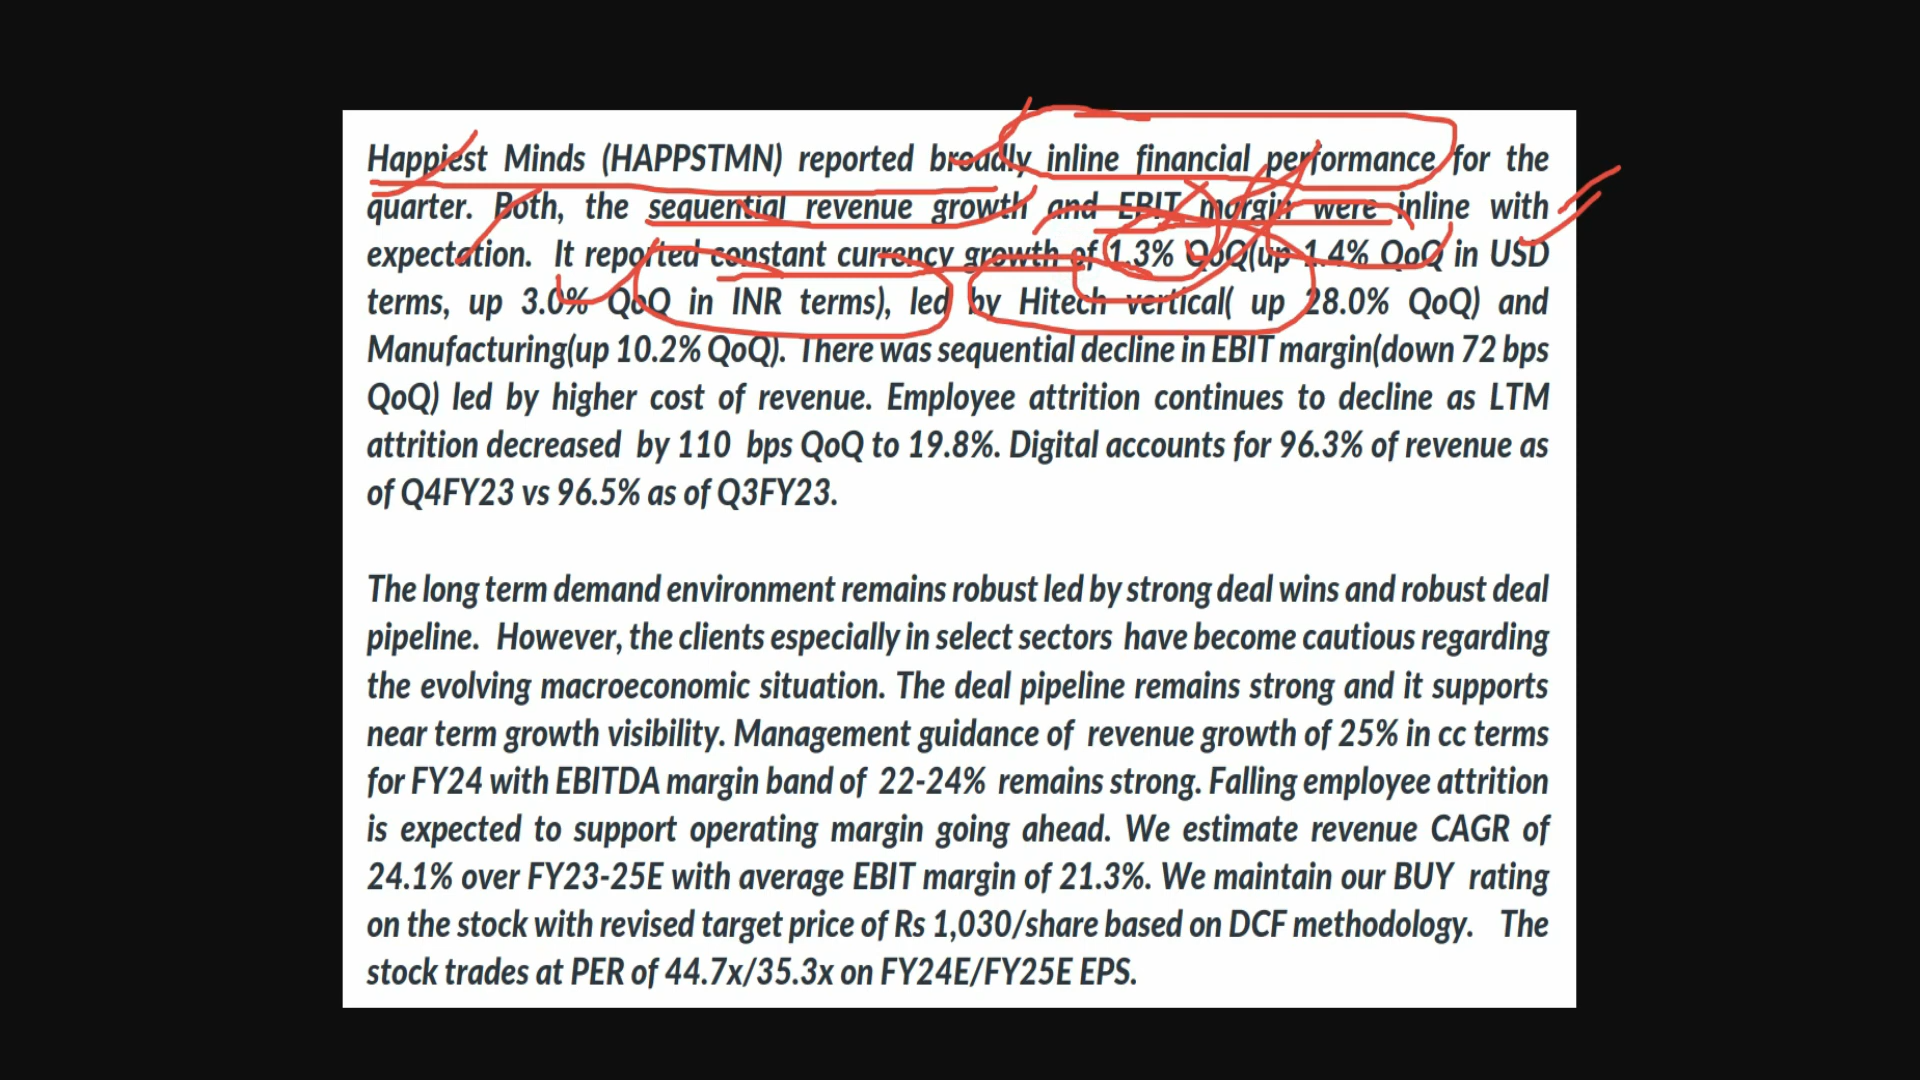 Happiest Minds (HAPPSTMN) reported broadly inline financial performance for the
quarter. Both, the sequential revenue growth and EBIT margin were inline with
expectation. It reported constant currency growth of 1.3% QoQ(up 1.4% QoQ in USD
terms, up 3.0% QoQ in INR terms), led by Hitech vertical( up 28.0% QoQ) and
Manufacturing(up 10.2% QoQ). There was sequential decline in EBIT margin(down 72 bps
QoQ) led by higher cost of revenue. Employee attrition continues to decline as LTM
attrition decreased by 110 bps QoQ to 19.8%. Digital accounts for 96.3% of revenue as
of Q4FY23 vs 96.5% as of Q3FY23.
The long term demand environment remains robust led by strong deal wins and robust deal
pipeline. However, the clients especially in select sectors have become cautious regarding
the evolving macroeconomic situation. The deal pipeline remains strong and it supports
near term growth visibility. Management guidance of revenue growth of 25% in cc terms
for FY24 with EBITDA margin band of 22-24% remains strong. Falling employee attrition
is expected to support operating margin going ahead. We estimate revenue CAGR of
24.1% over FY23-25E with average EBIT margin of 21.3%. We maintain our BUY rating
on the stock with revised target price of Rs 1,030/share based on DCF methodology. The
stock trades at PER of 44.7x/35.3x on FY24E/FY25E EPS.